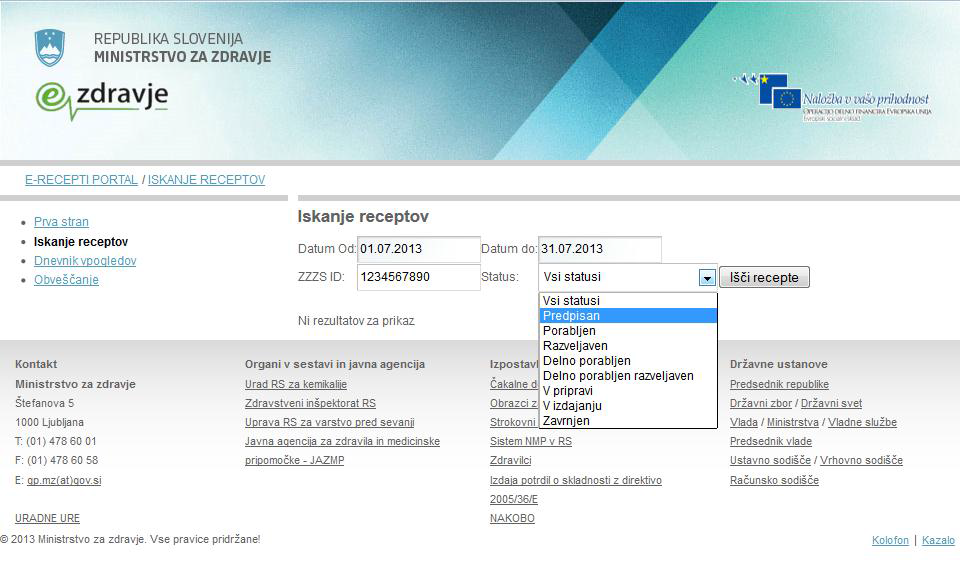 REPUBLIKA SLOVENIJA
MINISTRSTVO ZA ZDRAVJE
e zdravje
Naložba v vašo prihodnost
OPERACIJO DELNO FINANCIRA EVROPSKA UNIJA
Evropski socialni sklad
E-RECEPTI PORTAL / ISKANJE RECEPTOV
Prva stran
Iskanje receptov
Dnevnik vpogledov
Obveščanje
Iskanje receptov
Datum Od: 01.07.2013 Datum do: 31.07.2013
ZZZS ID: 1234567890 Status: Vsi statusi Išči recepte
Vsi statusi
Predpisan
Porabljen
Razveljaven
Delno porabljen
Delno porabljen razveljaven
V pripravi
V izdajanju
Zavrnjen
Ni rezultatov za prikaz
Kontakt
Ministrstvo za zdravje
Štefanova 5
1000 Ljubljana
T: (01) 478 60 01
F: (01) 478 60 58
E: gp.mz(at)gov.si
URADNE URE
Organi v sestavi in javna agencija
Urad RS za kemikalije
Zdravstveni inšpektorat RS
Uprava RS za varstvo pred sevanji
Javna agencija za zdravila in medicinske
pripomočke - JAZMP
Izpostav
Čakalne d
Obrazci z
Strokovni
Sistem NMP v RS
Zdravilci
Izdaja potrdil o skladnosti z direktivo
2005/36/E
NAKOBO
Državne ustanove
Predsednik republike
Državni zbor / Državni svet
Vlada / Ministrstva / Vladne službe
Predsednik vlade
Ustavno sodišče / Vrhovno sodišče
Računsko sodišče
© 2013 Ministrstvo za zdravje. Vse pravice pridržane!
Kolofon | Kazalo